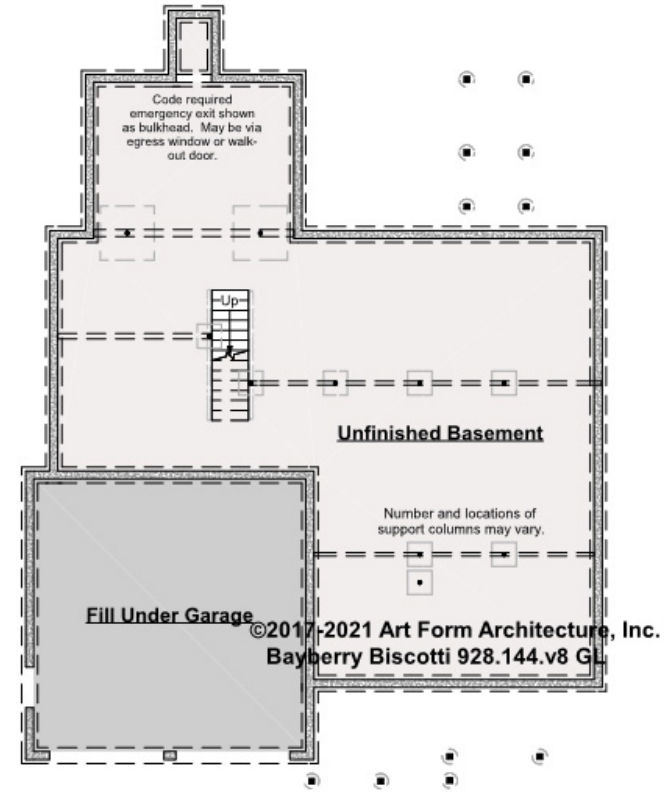 Code required
emergency exit shown
as bulkhead. May be via
egress window or walk-
out door.
Up
Unfinished Basement
Number and locations of
support columns may vary.
Fill Under Garage
©2017-2021 Art Form Architecture, Inc.
Bayberry Biscotti 928.144.v8 GL